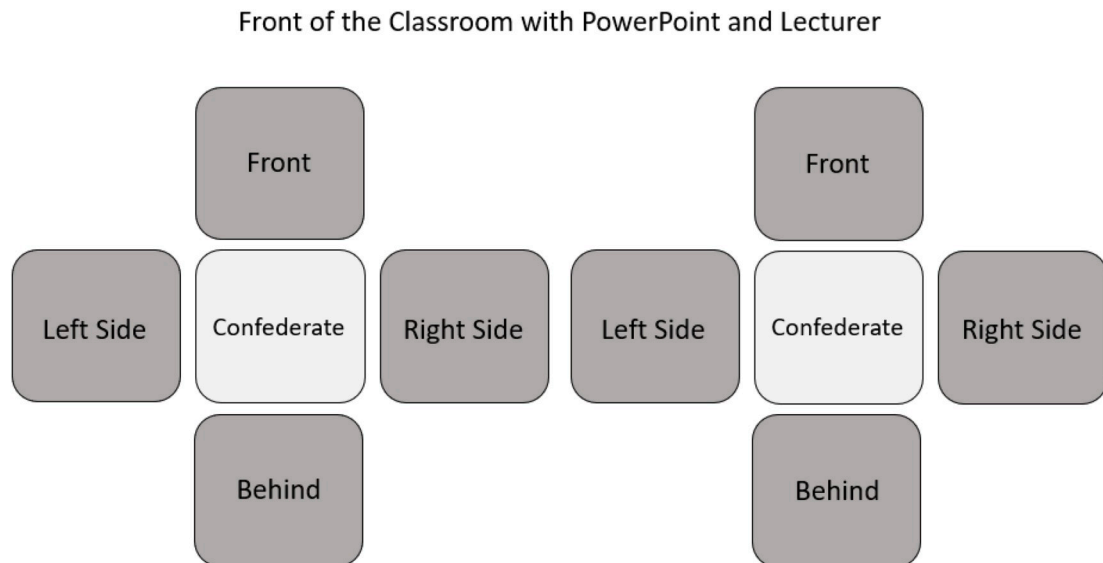 Front of the Classroom with PowerPoint and Lecturer
Front
Front
Left Side
Confederate
Right Side
Left Side
Confederate
Right Side
Behind
Behind